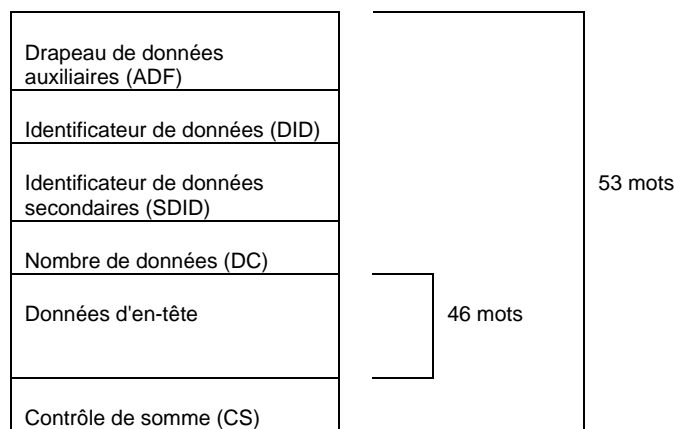 Drapeau de données
auxiliaires (ADF)
Identificateur de données (DID)
Identificateur de données
secondaires (SDID)
53 mots
Nombre de données (DC)
Données d'en-tête
46 mots
Contrôle de somme (CS)